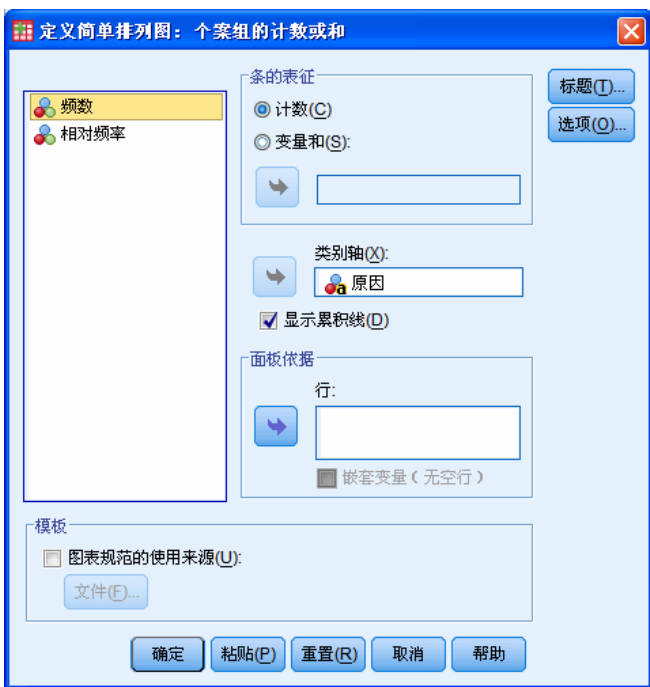 定义简单排列图：个案组的计数或和
频数
相对频率
条的表征
计数(C)
变量和(S):
标题(T)...
选项(O)...
类别轴(X):
a 原因
显示累积线(D)
面板依据
行:
嵌套变量（无空行）
模板
图表规范的使用来源(U):
文件(F)...
确定 粘贴(P) 重置(R) 取消 帮助